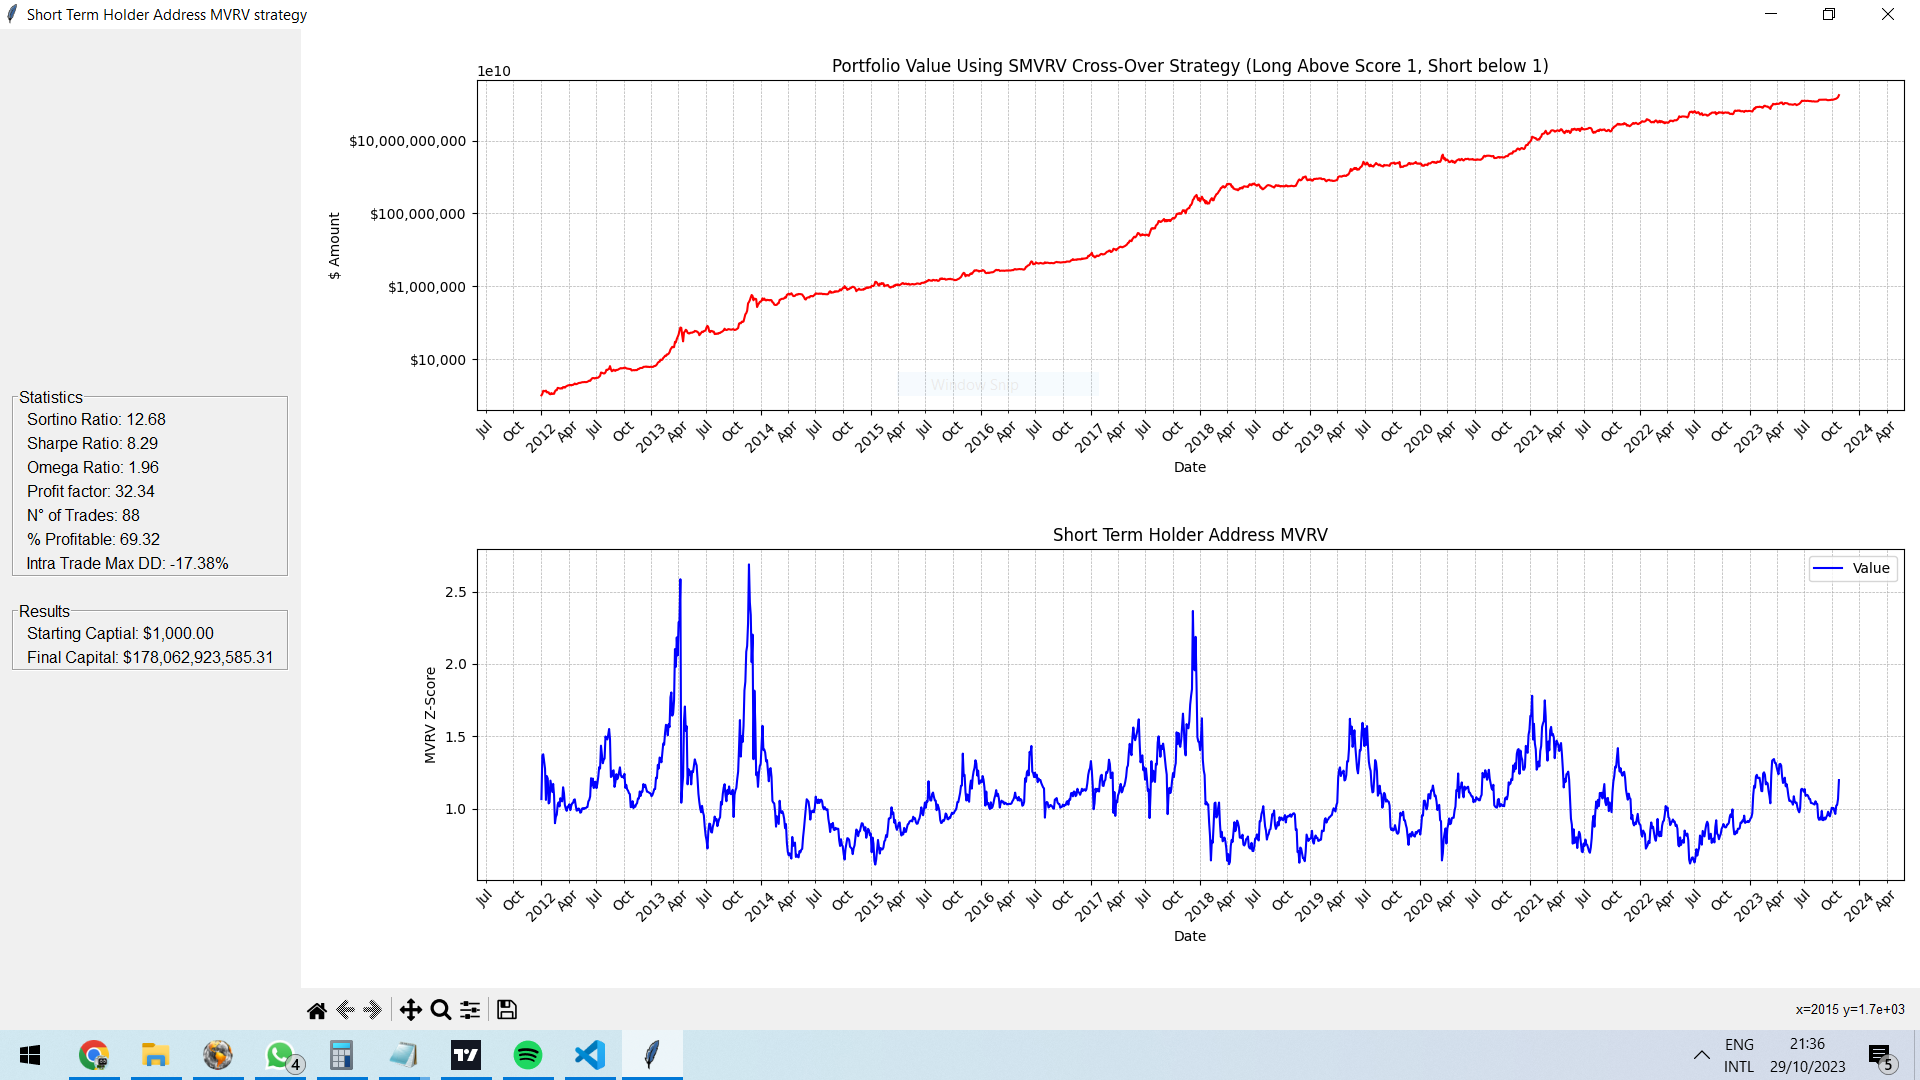 Short Term Holder Address MVRV strategy
Statistics
Sortino Ratio: 12.68
Sharpe Ratio: 8.29
Omega Ratio: 1.96
Profit factor: 32.34
N° of Trades: 88
% Profitable: 69.32
Intra Trade Max DD: -17.38%
Results
Starting Captial: $1,000.00
Final Capital: $178,062,923,585.31
Portfolio Value Using SMVRV Cross-Over Strategy (Long Above Score 1, Short below 1)
1e10
$10,000,000,000
$100,000,000
$1,000,000
$10,000
$ Amount
Window Snip
Jul Oct 2012 Apr Jul Oct 2013 Apr Jul Oct 2014 Apr Jul Oct 2015 Apr Jul Oct 2016 Apr Jul Oct 2017 Apr Jul Oct 2018 Apr Jul Oct 2019 Apr Jul Oct 2020 Apr Jul Oct 2021 Apr Jul Oct 2022 Apr Jul Oct 2023 Apr Jul Oct 2024 Apr
Date
Short Term Holder Address MVRV
Value
2.5
2.0
1.5
1.0
MVRV Z-Score
Jul Oct 2012 Apr Jul Oct 2013 Apr Jul Oct 2014 Apr Jul Oct 2015 Apr Jul Oct 2016 Apr Jul Oct 2017 Apr Jul Oct 2018 Apr Jul Oct 2019 Apr Jul Oct 2020 Apr Jul Oct 2021 Apr Jul Oct 2022 Apr Jul Oct 2023 Apr Jul Oct 2024 Apr
Date
x=2015 y=1.7e+03
4
ENG
INTL
21:36
29/10/2023
5